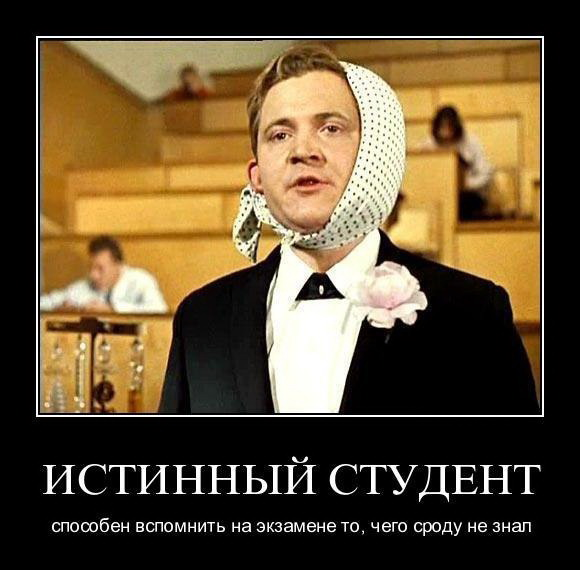 ИСТИННЫЙ СТУДЕНТ
способен вспомнить на экзамене то, чего сроду не знал